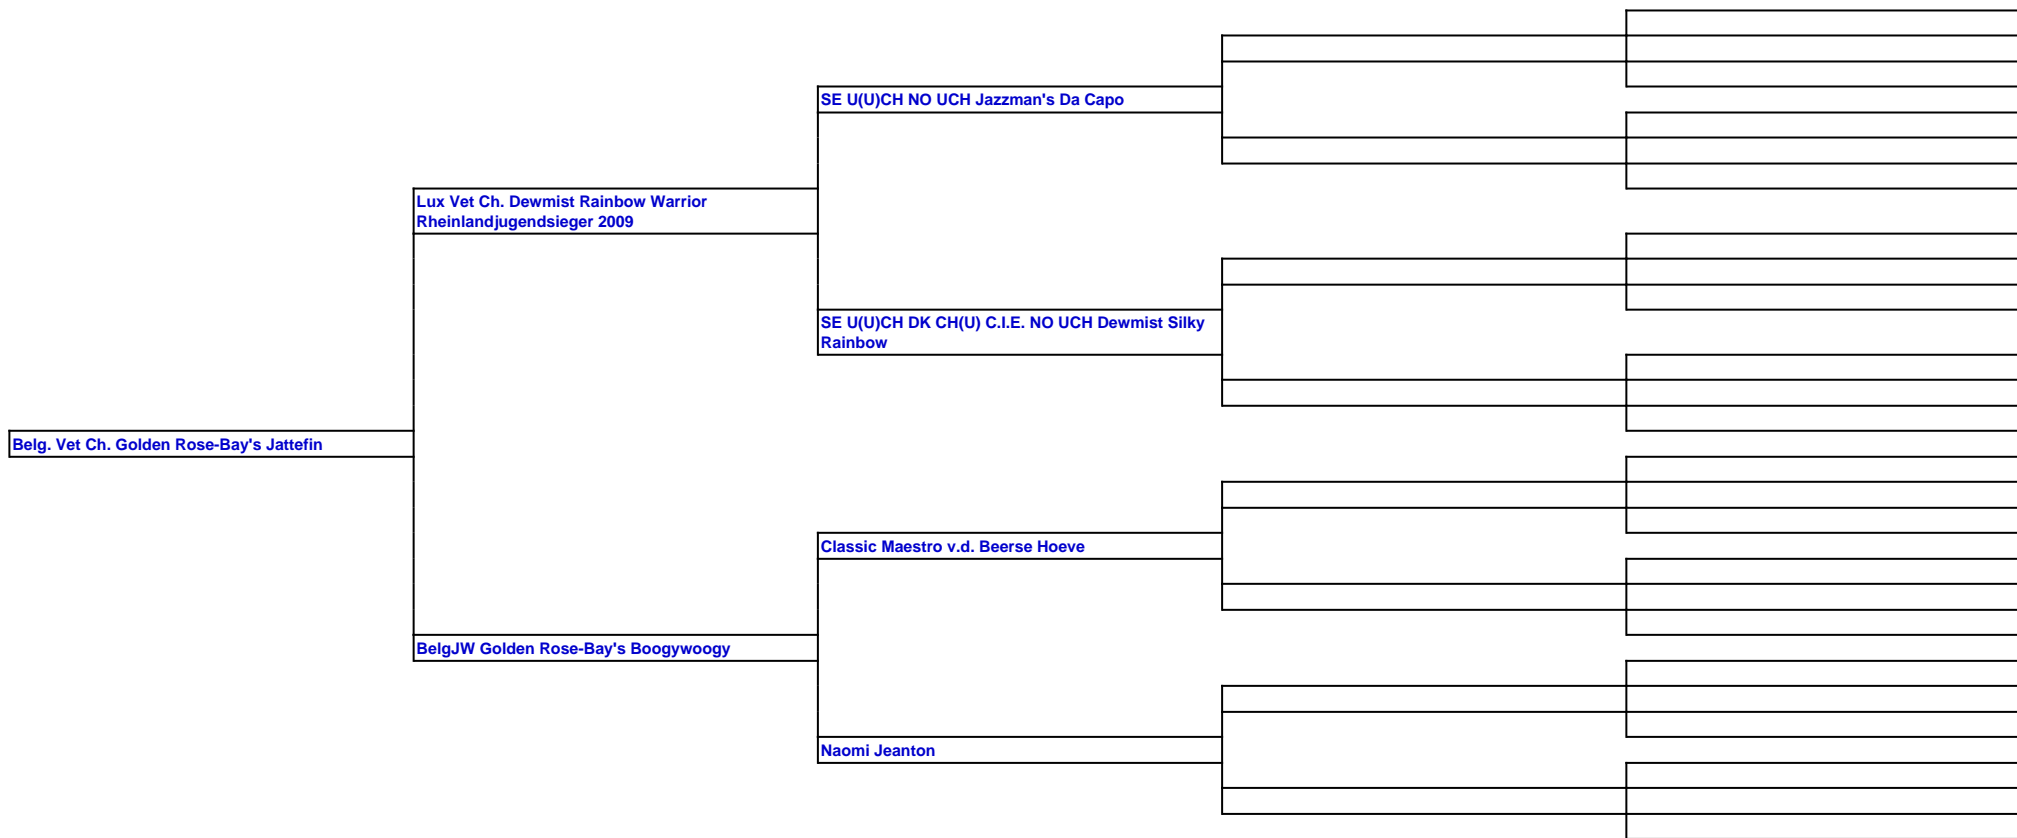 SE U(U)CH NO UCH Jazzman's Da Capo
Lux Vet Ch. Dewmist Rainbow Warrior
Rheinlandjugendsieger 2009
SE U(U)CH DK CH(U) C.I.E. NO UCH Dewmist Silky
Rainbow
Belg. Vet Ch. Golden Rose-Bay's Jattefin
Classic Maestro v.d. Beerse Hoeve
BelgJW Golden Rose-Bay's Boogywoogy
Naomi Jeanton